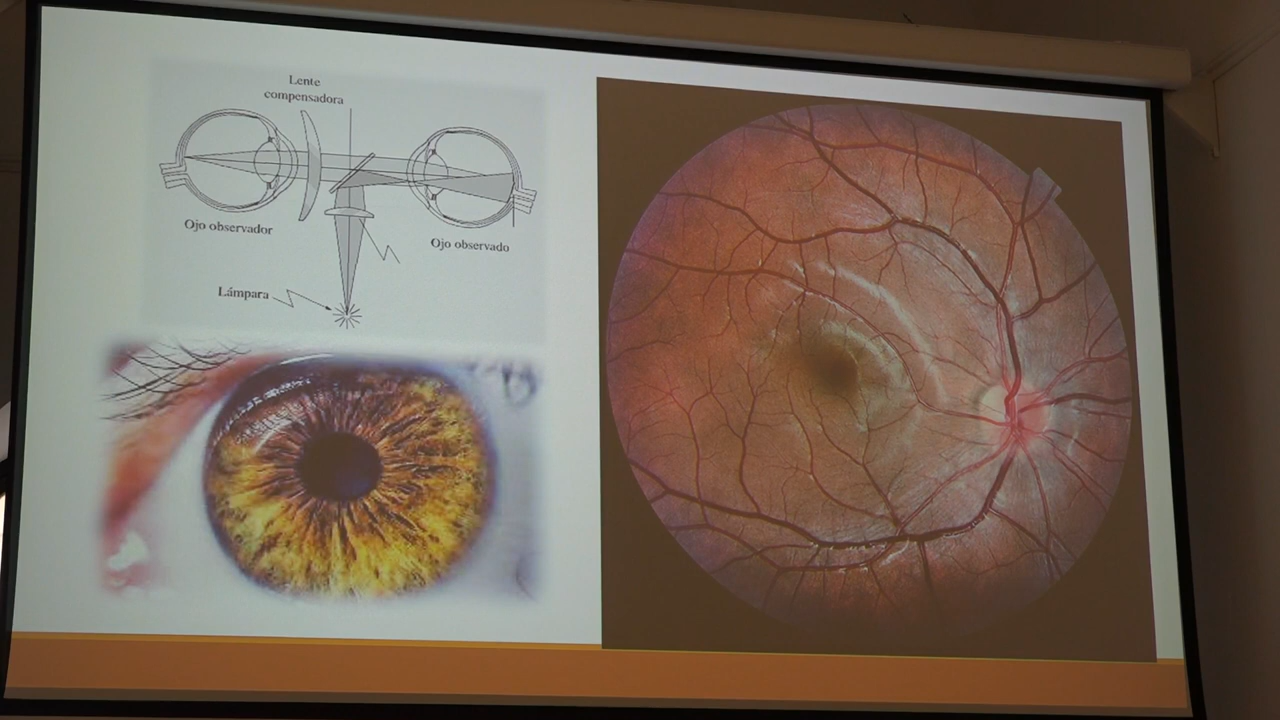 Lente
compensadora
Ojo observador
Ojo observado
Lámpara